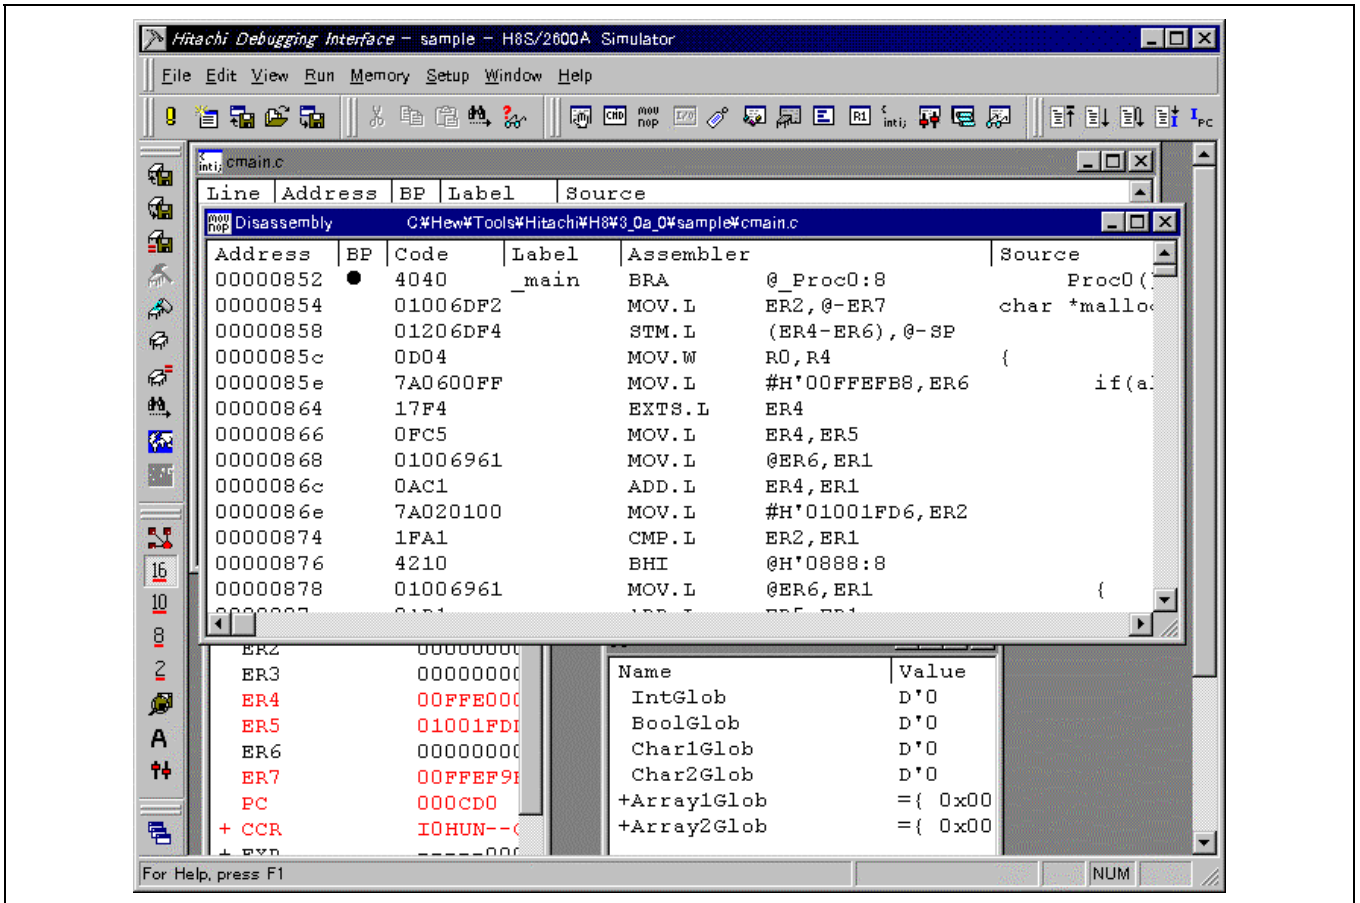 Hitachi Debugging Interface - sample - H8S/2600A Simulator
File Edit View Run Memory Setup Window Help
cmain.c
Line Address BP Label Source
Disassembly C:¥Hew¥Tools¥Hitachi¥H8¥3_0a_0¥sample¥cmain.c
Address BP Code Label Assembler Source
00000852 ● 4040 _main BRA @_Proc0:8 Proc0()
00000854 01006DF2 MOV.L ER2,@-ER7 char *malloc
00000858 01206DF4 STM.L (ER4-ER6),@-SP
0000085c 0D04 MOV.W R0,R4 {
0000085e 7A0600FF MOV.L #H'00FFEFB8,ER6 if(a
00000864 17F4 EXTS.L ER4
00000866 0FC5 MOV.L ER4,ER5
00000868 01006961 MOV.L @ER6,ER1
0000086c 0AC1 ADD.L ER4,ER1
0000086e 7A020100 MOV.L #H'01001FD6,ER2
00000874 1FA1 CMP.L ER2,ER1
00000876 4210 BHI @H'0888:8
00000878 01006961 MOV.L @ER6,ER1 {
ER2 00000000
ER3 00000000
ER4 00FFE000
ER5 01001FD
ER6 00000000
ER7 00FFEF9
PC 000CD0
+ CCR I0HUN--
Name Value
IntGlob D'0
BoolGlob D'0
Char1Glob D'0
Char2Glob D'0
+Array1Glob ={ 0x00
+Array2Glob ={ 0x00
16
10
8
2
A
For Help, press F1 NUM